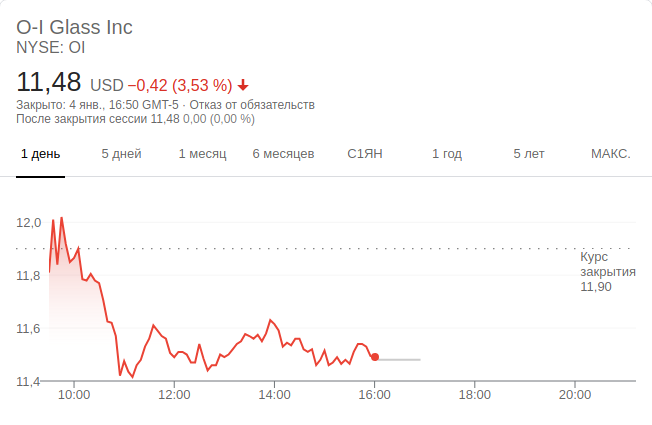 O-I Glass Inc
NYSE: OI
11,48 USD −0,42 (3,53 %) ↓
Закрыто: 4 янв., 16:50 GMT-5 · Отказ от обязательств
После закрытия сессии 11,48 0,00 (0,00 %)
1 день 5 дней 1 месяц 6 месяцев С1ЯН 1 год 5 лет МАКС.
12,0
Курс
закрытия
11,8
11,90
11,6
11,4
10:00 12:00 14:00 16:00 18:00 20:00